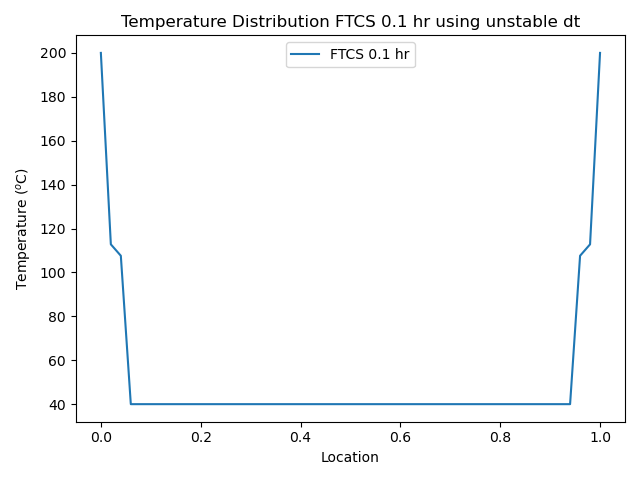 Temperature Distribution FTCS 0.1 hr using unstable dt
FTCS 0.1 hr
200
180
160
140
120
100
80
60
40
Temperature (°C)
0.0 0.2 0.4 0.6 0.8 1.0
Location